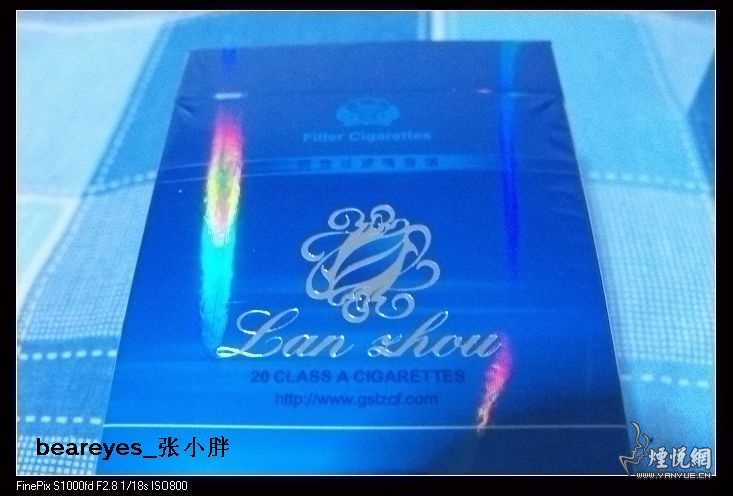 Filter Cigarettes
Lan zhou
20 CLASS A CIGARETTES
http://www.gslzcf.com
beareyes_张小胖
煙悦網
WWW.YANYUE.CN
FinePix S1000fd F2.8 1/18s ISO800